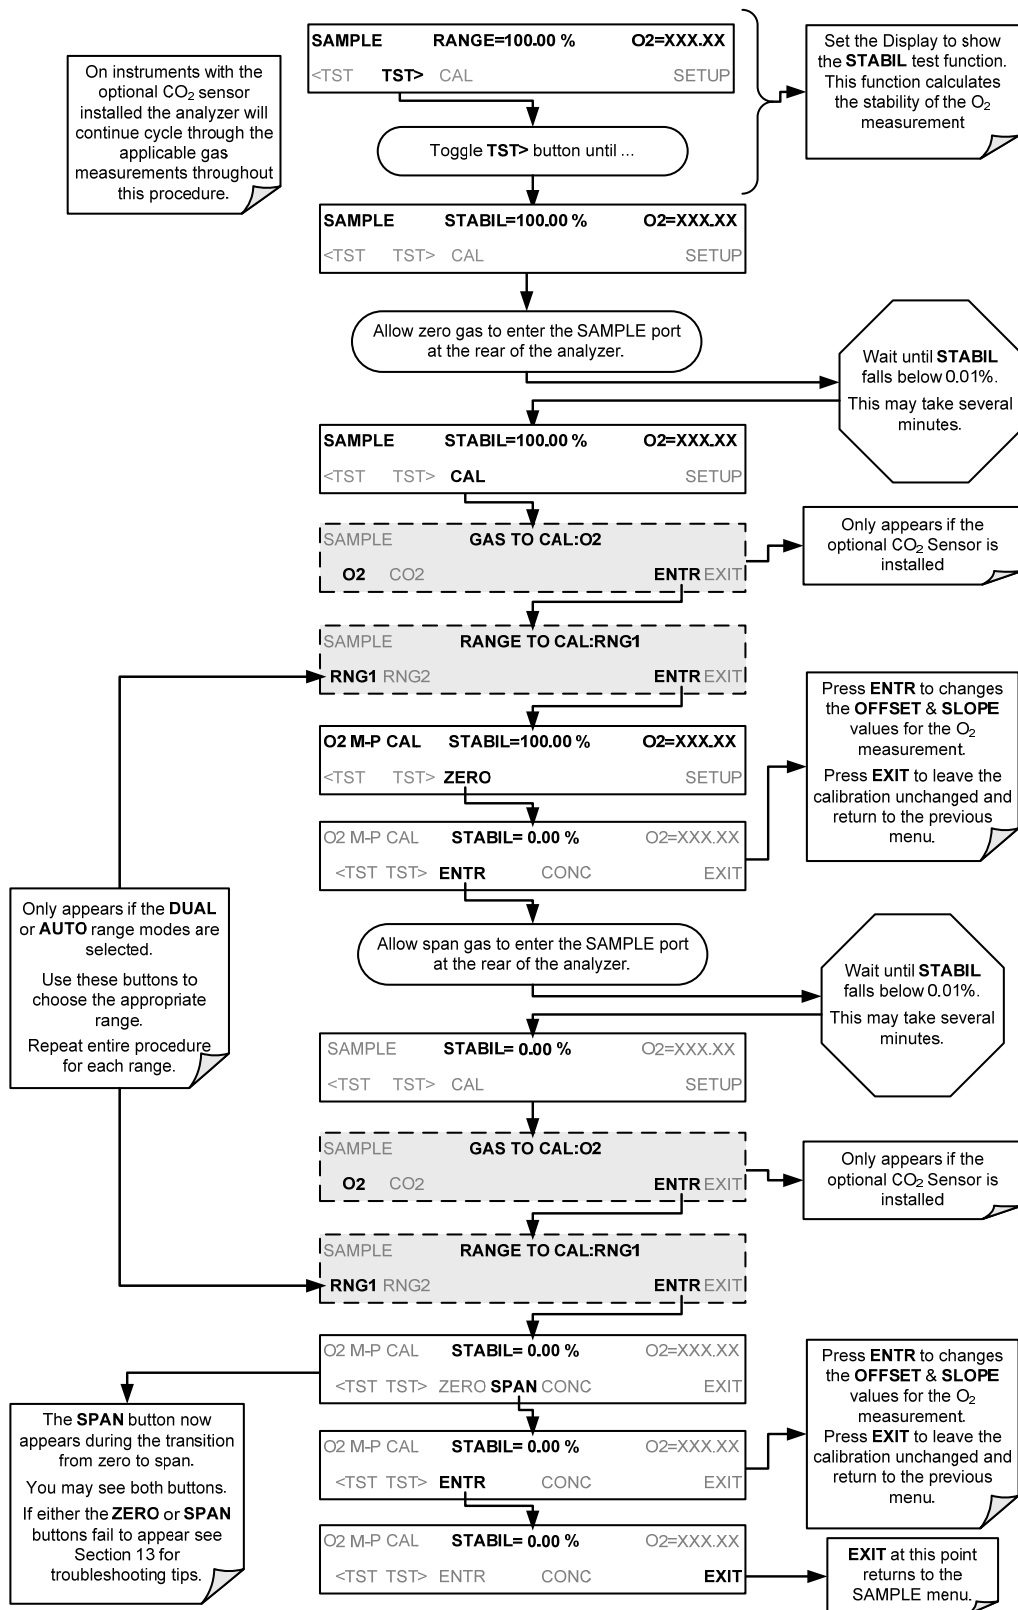 SAMPLE RANGE=100.00 % O2=XXX.XX
<TST TST> CAL SETUP
On instruments with the
optional CO₂ sensor
installed the analyzer will
continue cycle through the
applicable gas
measurements throughout
this procedure.
Set the Display to show
the STABIL test function.
This function calculates
the stability of the O₂
measurement
Toggle TST> button until ...
SAMPLE STABIL=100.00 % O2=XXX.XX
<TST TST> CAL SETUP
Allow zero gas to enter the SAMPLE port
at the rear of the analyzer.
Wait until STABIL
falls below 0.01%.
This may take several
minutes.
SAMPLE STABIL=100.00 % O2=XXX.XX
<TST TST> CAL SETUP
SAMPLE GAS TO CAL:O2
O2 CO2 ENTR EXIT
Only appears if the
optional CO₂ Sensor is
installed
SAMPLE RANGE TO CAL:RNG1
RNG1 RNG2 ENTR EXIT
O2 M-P CAL STABIL=100.00 % O2=XXX.XX
<TST TST> ZERO SETUP
Press ENTR to changes
the OFFSET & SLOPE
values for the O₂
measurement.
Press EXIT to leave the
calibration unchanged and
return to the previous
menu.
O2 M-P CAL STABIL= 0.00 % O2=XXX.XX
<TST TST> ENTR CONC EXIT
Only appears if the DUAL
or AUTO range modes are
selected.
Use these buttons to
choose the appropriate
range.
Repeat entire procedure
for each range.
Allow span gas to enter the SAMPLE port
at the rear of the analyzer.
Wait until STABIL
falls below 0.01%.
This may take several
minutes.
SAMPLE STABIL= 0.00 % O2=XXX.XX
<TST TST> CAL SETUP
SAMPLE GAS TO CAL:O2
O2 CO2 ENTR EXIT
Only appears if the
optional CO₂ Sensor is
installed
SAMPLE RANGE TO CAL:RNG1
RNG1 RNG2 ENTR EXIT
O2 M-P CAL STABIL= 0.00 % O2=XXX.XX
<TST TST> ZERO SPAN CONC EXIT
The SPAN button now
appears during the transition
from zero to span.
You may see both buttons.
If either the ZERO or SPAN
buttons fail to appear see
Section 13 for
troubleshooting tips.
O2 M-P CAL STABIL= 0.00 % O2=XXX.XX
<TST TST> ENTR CONC EXIT
Press ENTR to changes
the OFFSET & SLOPE
values for the O₂
measurement.
Press EXIT to leave the
calibration unchanged and
return to the previous
menu.
O2 M-P CAL STABIL= 0.00 % O2=XXX.XX
<TST TST> ENTR CONC EXIT
EXIT at this point
returns to the
SAMPLE menu.